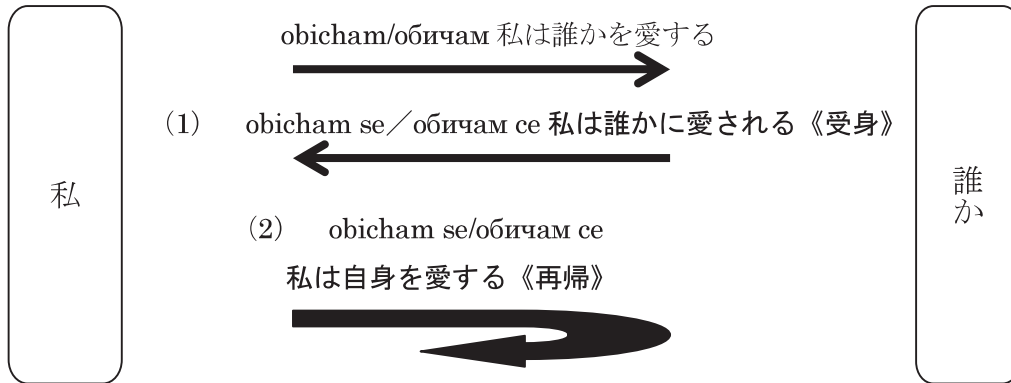 obicham/обичам 私は誰かを愛する
(1) obicham se／обичам се 私は誰かに愛される《受身》
私
誰か
(2) obicham se/обичам се
私は自身を愛する《再帰》